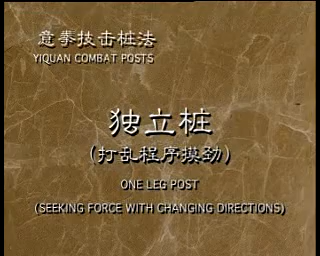 意拳技击桩法
YIQUAN COMBAT POSTS
独立桩
(打乱程序摸劲)
ONE LEG POST
(SEEKING FORCE WITH CHANGING DIRECTIONS)